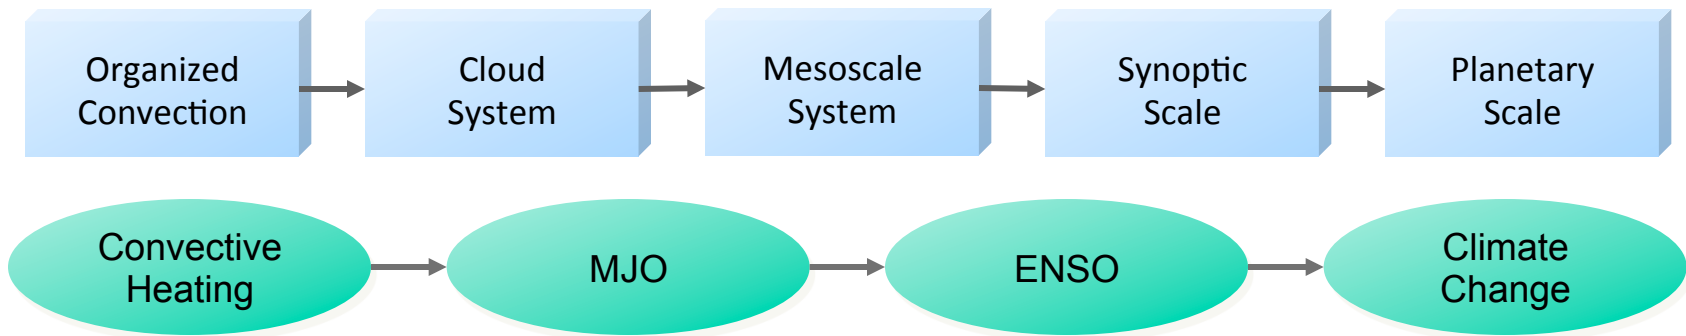 Organized
Convection
Cloud
System
Mesoscale
System
Synoptic
Scale
Planetary
Scale
Convective
Heating
MJO
ENSO
Climate
Change